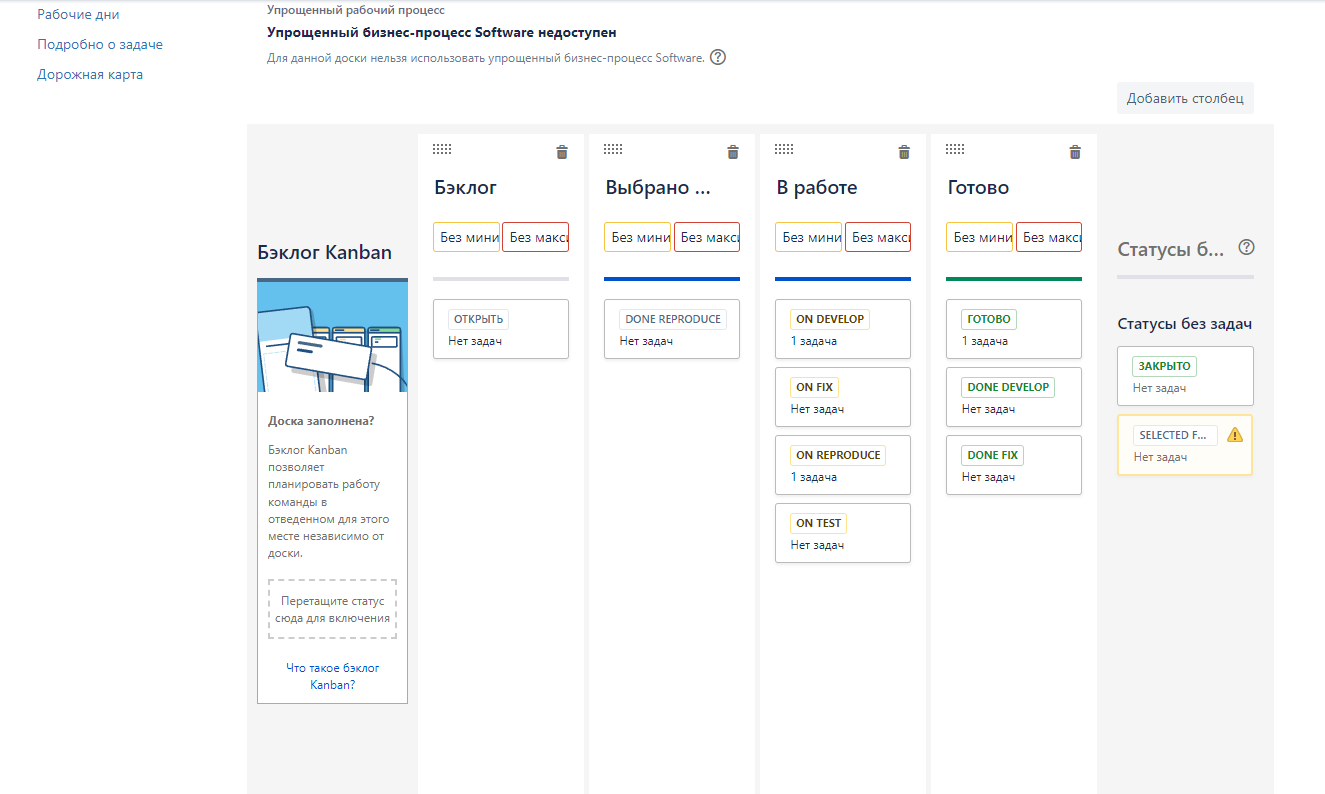 Рабочие дни
Подробно о задаче
Дорожная карта
Упрощенный рабочий процесс
Упрощенный бизнес-процесс Software недоступен
Для данной доски нельзя использовать упрощенный бизнес-процесс Software. ?
Добавить столбец
Бэклог Kanban
Доска заполнена?
Бэклог Kanban
позволяет
планировать работу
команды в
отведенном для этого
месте независимо от
доски.
Перетащите статус
сюда для включения
Что такое бэклог
Kanban?
Бэклог
Без мини Без макси
ОТКРЫТЬ
Нет задач
Выбрано ...
Без мини Без макси
DONE REPRODUCE
Нет задач
В работе
Без мини Без макси
ON DEVELOP
1 задача
ON FIX
Нет задач
ON REPRODUCE
1 задача
ON TEST
Нет задач
Готово
Без мини Без макси
ГОТОВО
1 задача
DONE DEVELOP
Нет задач
DONE FIX
Нет задач
Статусы б... ?
Статусы без задач
ЗАКРЫТО
Нет задач
SELECTED F...
Нет задач